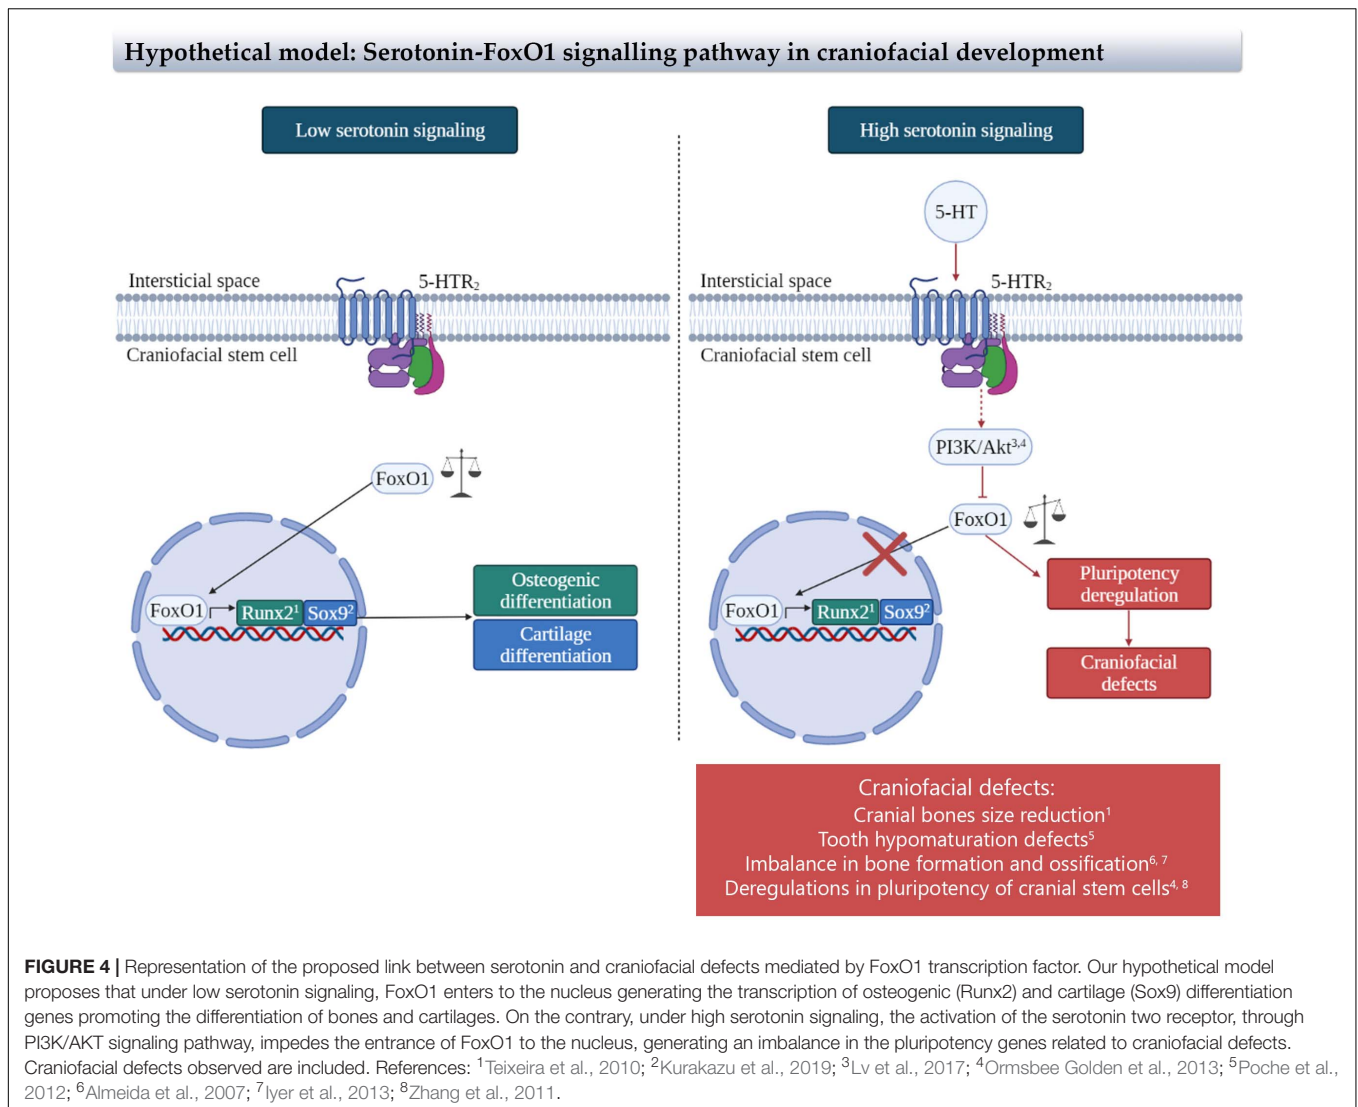 Hypothetical model: Serotonin-FoxO1 signalling pathway in craniofacial development
Low serotonin signaling
Intersticial space
5-HTR₂
Craniofacial stem cell
FoxO1
FoxO1
Runx2¹
Sox9²
Osteogenic
differentiation
Cartilage
differentiation
High serotonin signaling
5-HT
Intersticial space
5-HTR₂
Craniofacial stem cell
PI3K/Akt³,⁴
FoxO1
FoxO1
Runx2¹
Sox9²
Pluripotency
deregulation
Craniofacial
defects
Craniofacial defects:
Cranial bones size reduction¹
Tooth hypomaturation defects⁵
Imbalance in bone formation and ossification⁶, ⁷
Deregulations in pluripotency of cranial stem cells⁴, ⁸
FIGURE 4 | Representation of the proposed link between serotonin and craniofacial defects mediated by FoxO1 transcription factor. Our hypothetical model
proposes that under low serotonin signaling, FoxO1 enters to the nucleus generating the transcription of osteogenic (Runx2) and cartilage (Sox9) differentiation
genes promoting the differentiation of bones and cartilages. On the contrary, under high serotonin signaling, the activation of the serotonin two receptor, through
PI3K/AKT signaling pathway, impedes the entrance of FoxO1 to the nucleus, generating an imbalance in the pluripotency genes related to craniofacial defects.
Craniofacial defects observed are included. References: ¹Teixeira et al., 2010; ²Kurakazu et al., 2019; ³Lv et al., 2017; ⁴Ormsbee Golden et al., 2013; ⁵Poche et al.,
2012; ⁶Almeida et al., 2007; ⁷Iyer et al., 2013; ⁸Zhang et al., 2011.